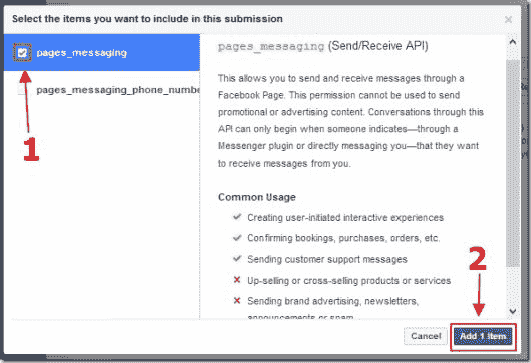 Select the items you want to include in this submission
pages_messaging
pages_messaging_phone_numbe
1
pages_messaging (Send/Receive API)
This allows you to send and receive messages through a
Facebook Page. This permission cannot be used to send
promotional or advertising content. Conversations through this
API can only begin when someone indicates—through a
Messenger plugin or directly messaging you—that they want
to receive messages from you.
Common Usage
Creating user-initiated interactive experiences
Confirming bookings, purchases, orders, etc.
Sending customer support messages
Up-selling or cross-selling products or services
Sending brand advertising, newsletters,
announcements or spam
2
Cancel
Add 1 Item